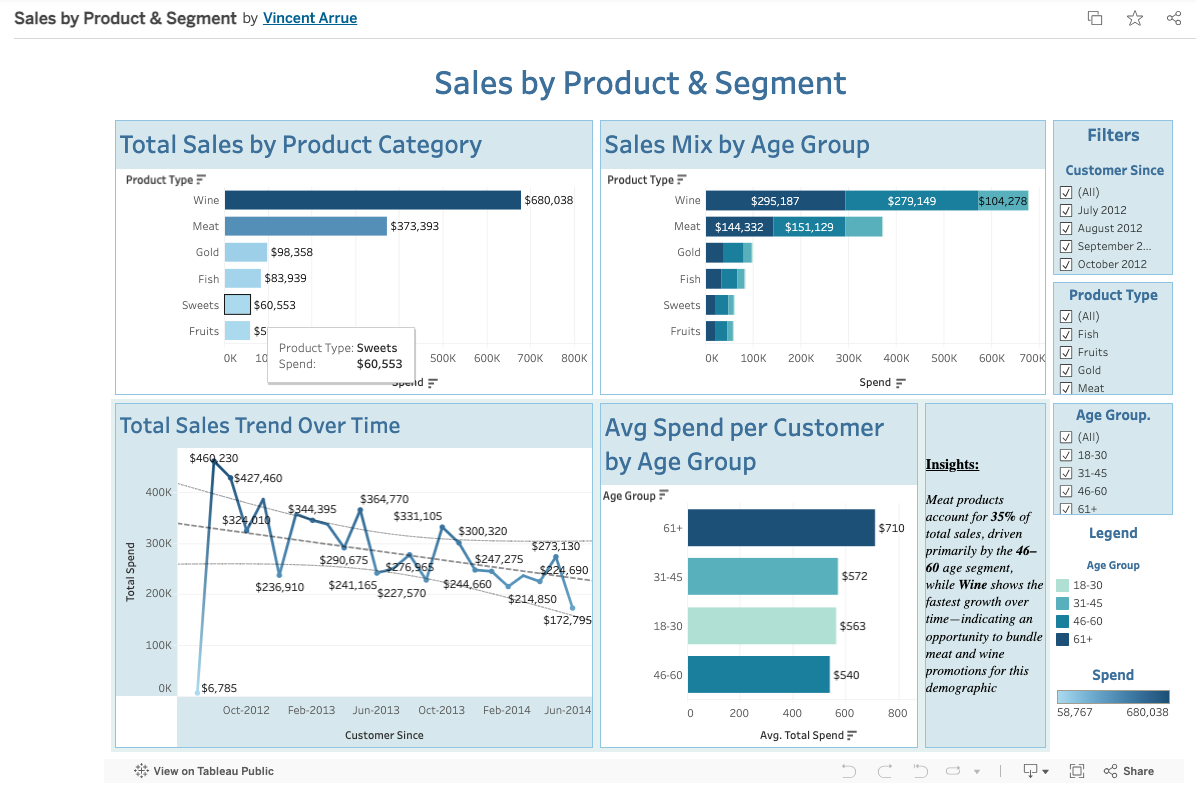 Sales by Product & Segment by Vincent Arrue
Sales by Product & Segment
Total Sales by Product Category
Product Type
Wine $680,038
Meat $373,393
Gold $98,358
Fish $83,939
Sweets $60,553
Fruits $5
Product Type: Sweets
Spend: $60,553
0K 10 500K 600K 700K 800K
Spend
Sales Mix by Age Group
Product Type
Wine $295,187 $279,149 $104,278
Meat $144,332 $151,129
Gold
Fish
Sweets
Fruits
0K 100K 200K 300K 400K 500K 600K 700K
Spend
Filters
Customer Since
(All)
July 2012
August 2012
September 2...
October 2012
Product Type
(All)
Fish
Fruits
Gold
Meat
Total Sales Trend Over Time
Total Spend
400K
300K
200K
100K
0K
$460,230
$427,460
$324,010
$236,910
$344,395
$290,675
$364,770
$241,165
$276,965
$227,570
$331,105
$300,320
$244,660
$247,275
$214,850
$273,130
$224,690
$172,795
$6,785
Oct-2012 Feb-2013 Jun-2013 Oct-2013 Feb-2014 Jun-2014
Customer Since
Avg Spend per Customer
by Age Group
Age Group
61+ $710
31-45 $572
18-30 $563
46-60 $540
0 200 400 600 800
Avg. Total Spend
Insights:
Meat products
account for 35% of
total sales, driven
primarily by the 46–
60 age segment,
while Wine shows the
fastest growth over
time—indicating an
opportunity to bundle
meat and wine
promotions for this
demographic
Age Group.
(All)
18-30
31-45
46-60
61+
Legend
Age Group
18-30
31-45
46-60
61+
Spend
58,767 680,038
View on Tableau Public
Share